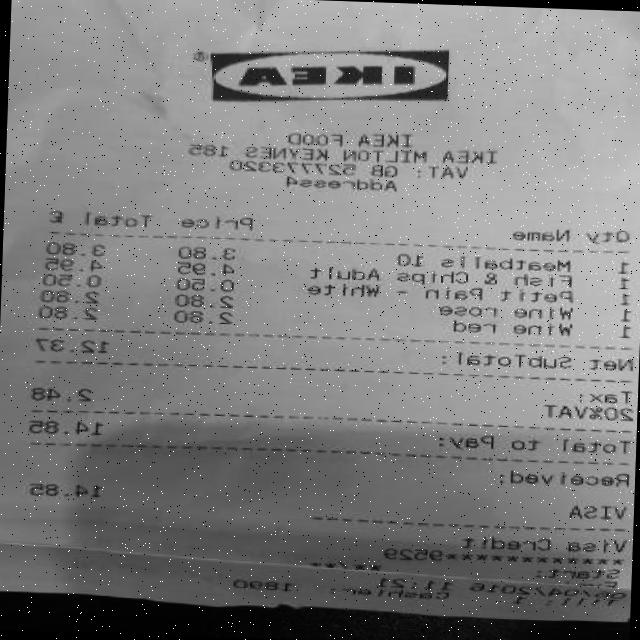 IKEA®
IKEA FOOD
IKEA MILTON KEYNES 185
VAT: GB 527773320
Address4
Qty Name Price Total £
1 Meatballs 10 3.80 3.80
1 Fish & Chips Adult 4.95 4.95
1 Petit Pain - White 0.50 0.50
1 Wine rose 2.80 2.80
1 Wine red 2.80 2.80
Net SubTotal: 12.37
Tax:
20%VAT 2.48
Total to Pay: 14.85
Received:
VISA 14.85
Visa Credit
************9529
Start: **/**
/04/2016 11:21
Till: Cashier: 1890